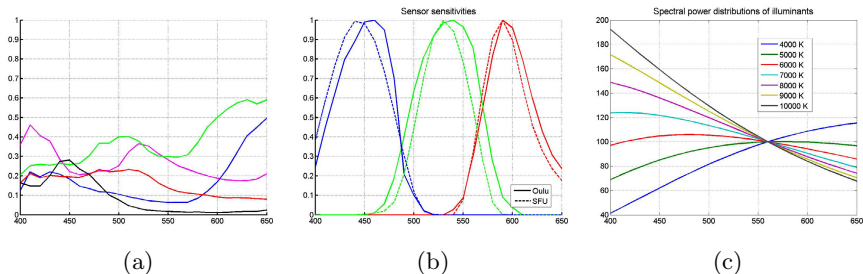 Sensor sensitivities
Spectral power distributions of illuminants
1
0.9
0.8
0.7
0.6
0.5
0.4
0.3
0.2
0.1
0
400 450 500 550 600 650
1
0.9
0.8
0.7
0.6
0.5
0.4
0.3
0.2
0.1
0
400 450 500 550 600 650
Oulu
SFU
200
180
160
140
120
100
80
60
40
400 450 500 550 600 650
4000 K
5000 K
6000 K
7000 K
8000 K
9000 K
10000 K
(a) (b) (c)